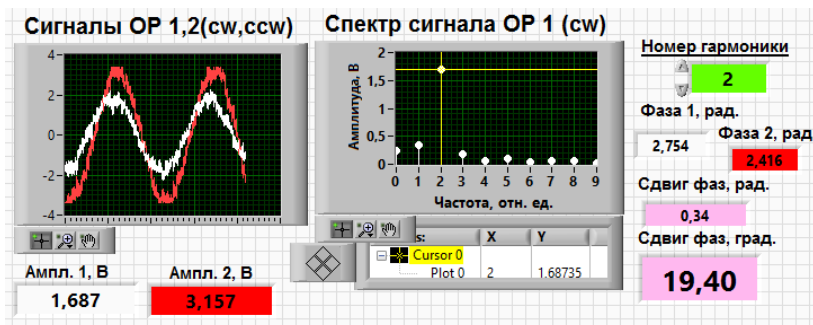 Сигналы ОР 1,2(cw,ccw)
4
2
0
-2
-4
Ампл. 1, В
1,687
Ампл. 2, В
3,157
Спектр сигнала ОР 1 (cw)
Амплитуда, В
2
1,5
1
0,5
0
0 1 2 3 4 5 6 7 8 9
Частота, отн. ед.
s: X Y
Cursor 0
Plot 0 2 1.68735
Номер гармоники
2
Фаза 1, рад.
2,754
Фаза 2, рад
2,416
Сдвиг фаз, рад.
0,34
Сдвиг фаз, град.
19,40